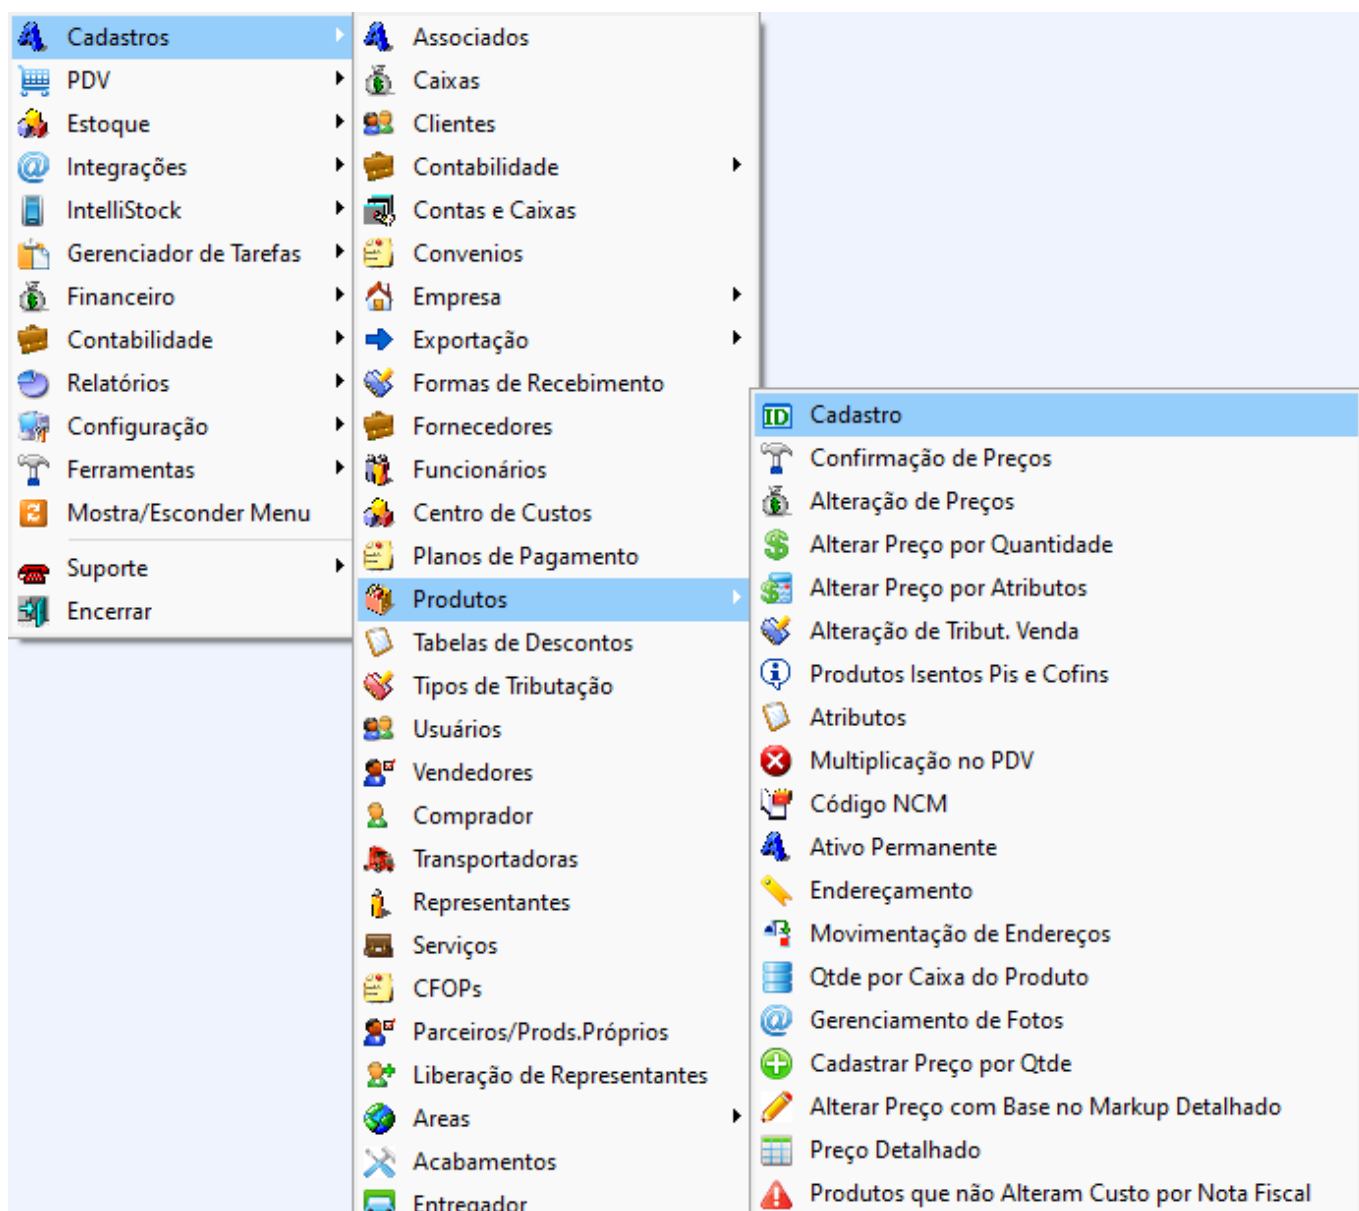 Cadastros
PDV
Estoque
Integrações
IntelliStock
Gerenciador de Tarefas
Financeiro
Contabilidade
Relatórios
Configuração
Ferramentas
Mostra/Esconder Menu
Suporte
Encerrar
Associados
Caixas
Clientes
Contabilidade
Contas e Caixas
Convenios
Empresa
Exportação
Formas de Recebimento
Fornecedores
Funcionários
Centro de Custos
Planos de Pagamento
Produtos
Tabelas de Descontos
Tipos de Tributação
Usuários
Vendedores
Comprador
Transportadoras
Representantes
Serviços
CFOPs
Parceiros/Prods.Próprios
Liberação de Representantes
Areas
Acabamentos
Entregador
ID Cadastro
Confirmação de Preços
Alteração de Preços
Alterar Preço por Quantidade
Alterar Preço por Atributos
Alteração de Tribut. Venda
Produtos Isentos Pis e Cofins
Atributos
Multiplicação no PDV
Código NCM
Ativo Permanente
Endereçamento
Movimentação de Endereços
Qtde por Caixa do Produto
Gerenciamento de Fotos
Cadastrar Preço por Qtde
Alterar Preço com Base no Markup Detalhado
Preço Detalhado
Produtos que não Alteram Custo por Nota Fiscal